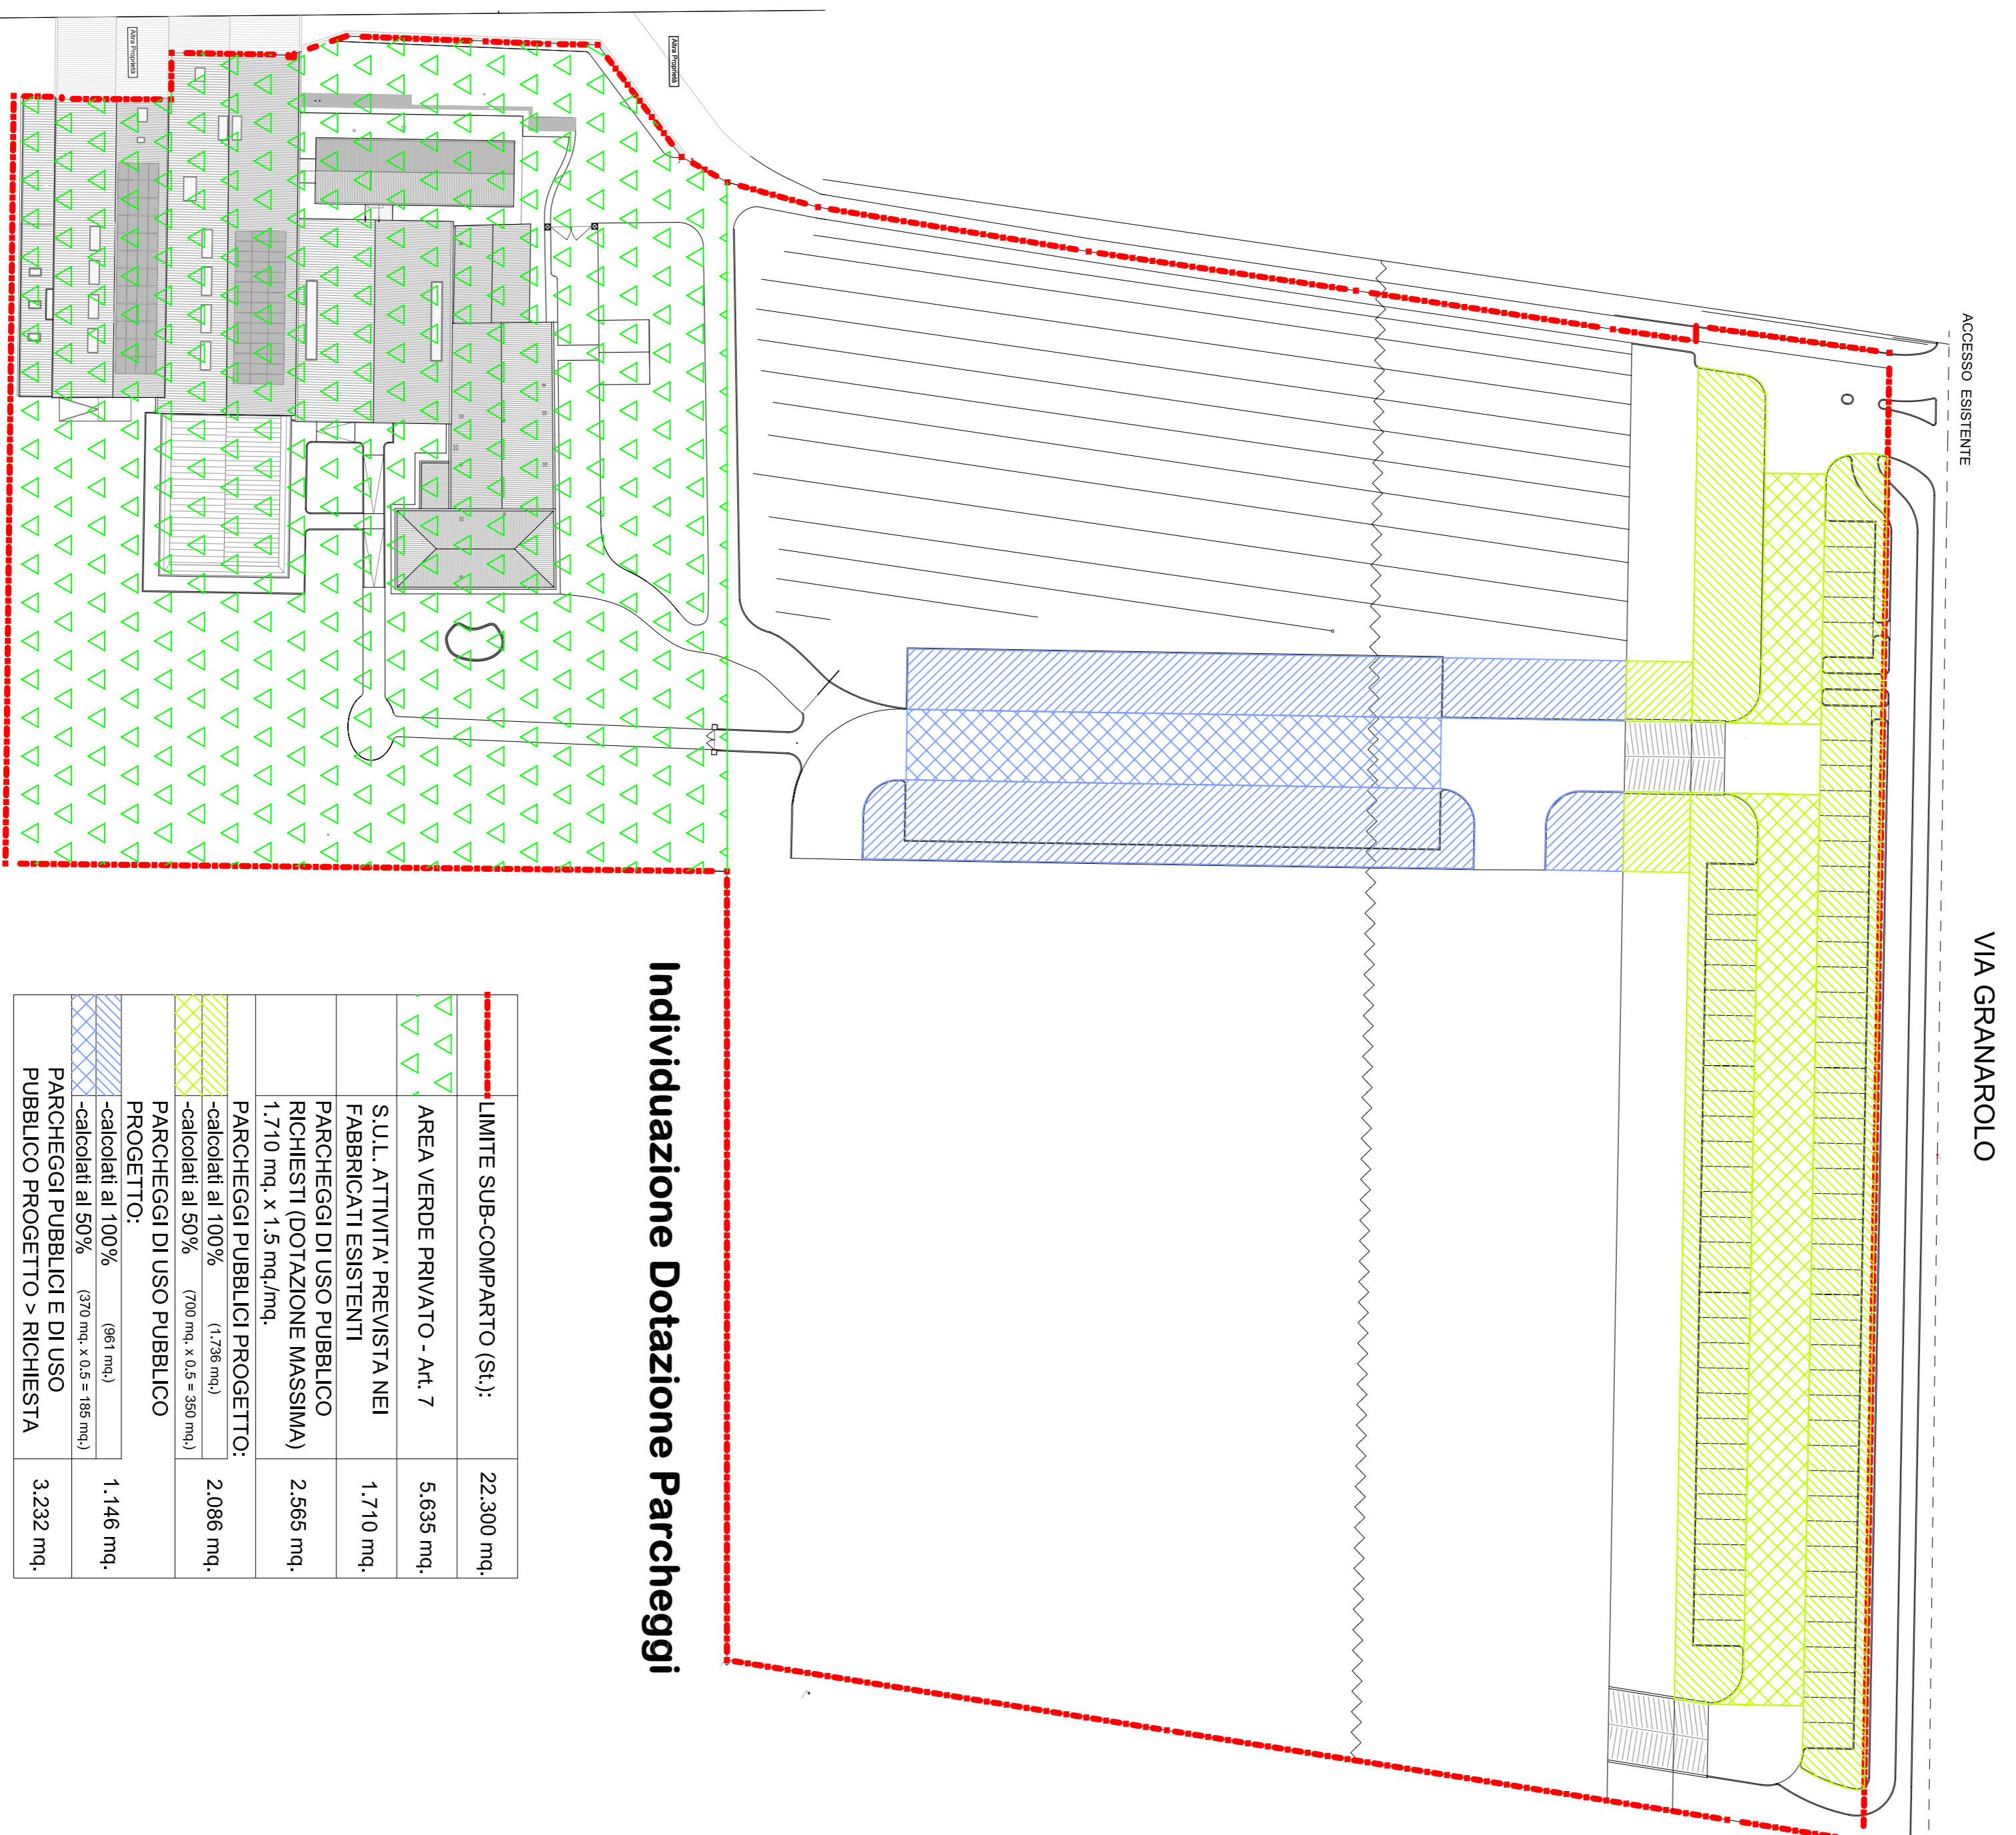 VIA GRANAROLO
ACCESSO ESISTENTE
Altra Proprietà
Altra Proprietà
Individuazione Dotazione Parcheggi
LIMITE SUB-COMPARTO (St.): 22.300 mq.
AREA VERDE PRIVATO - Art. 7 5.635 mq.
S.U.L. ATTIVITA' PREVISTA NEI
FABBRICATI ESISTENTI 1.710 mq.
PARCHEGGI DI USO PUBBLICO
RICHIESTI (DOTAZIONE MASSIMA)
1.710 mq. x 1.5 mq./mq. 2.565 mq.
PARCHEGGI PUBBLICI PROGETTO:
-calcolati al 100% (1.736 mq.)
-calcolati al 50% (700 mq. x 0.5 = 350 mq.) 2.086 mq.
PARCHEGGI DI USO PUBBLICO
PROGETTO:
-calcolati al 100% (961 mq.)
-calcolati al 50% (370 mq. x 0.5 = 185 mq.) 1.146 mq.
PARCHEGGI PUBBLICI E DI USO
PUBBLICO PROGETTO > RICHIESTA 3.232 mq.